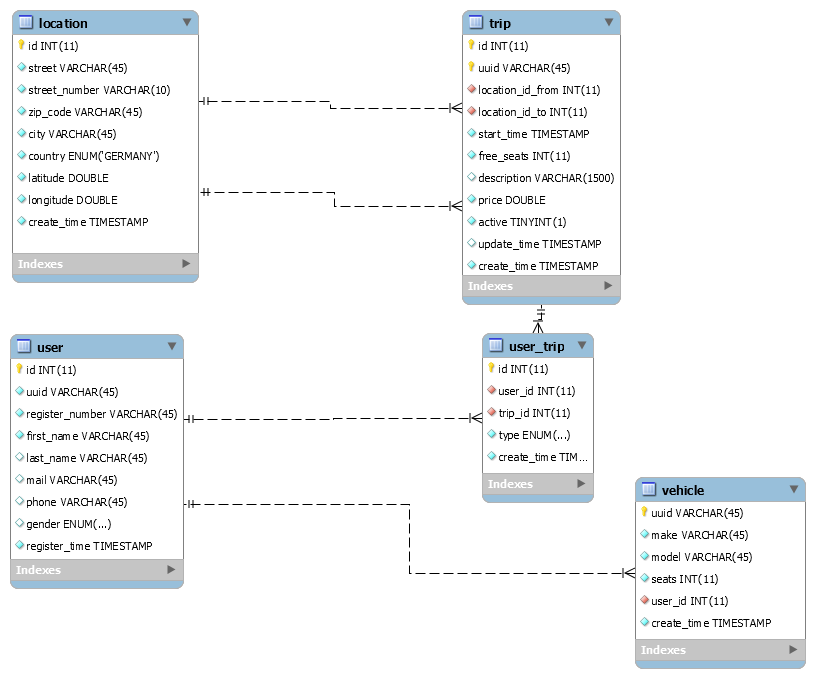 location
id INT(11)
street VARCHAR(45)
street_number VARCHAR(10)
zip_code VARCHAR(45)
city VARCHAR(45)
country ENUM('GERMANY')
latitude DOUBLE
longitude DOUBLE
create_time TIMESTAMP
Indexes
trip
id INT(11)
uuid VARCHAR(45)
location_id_from INT(11)
location_id_to INT(11)
start_time TIMESTAMP
free_seats INT(11)
description VARCHAR(1500)
price DOUBLE
active TINYINT(1)
update_time TIMESTAMP
create_time TIMESTAMP
Indexes
user
id INT(11)
uuid VARCHAR(45)
register_number VARCHAR(45)
first_name VARCHAR(45)
last_name VARCHAR(45)
mail VARCHAR(45)
phone VARCHAR(45)
gender ENUM(...)
register_time TIMESTAMP
Indexes
user_trip
id INT(11)
user_id INT(11)
trip_id INT(11)
type ENUM(...)
create_time TIM...
Indexes
vehicle
uuid VARCHAR(45)
make VARCHAR(45)
model VARCHAR(45)
seats INT(11)
user_id INT(11)
create_time TIMESTAMP
Indexes